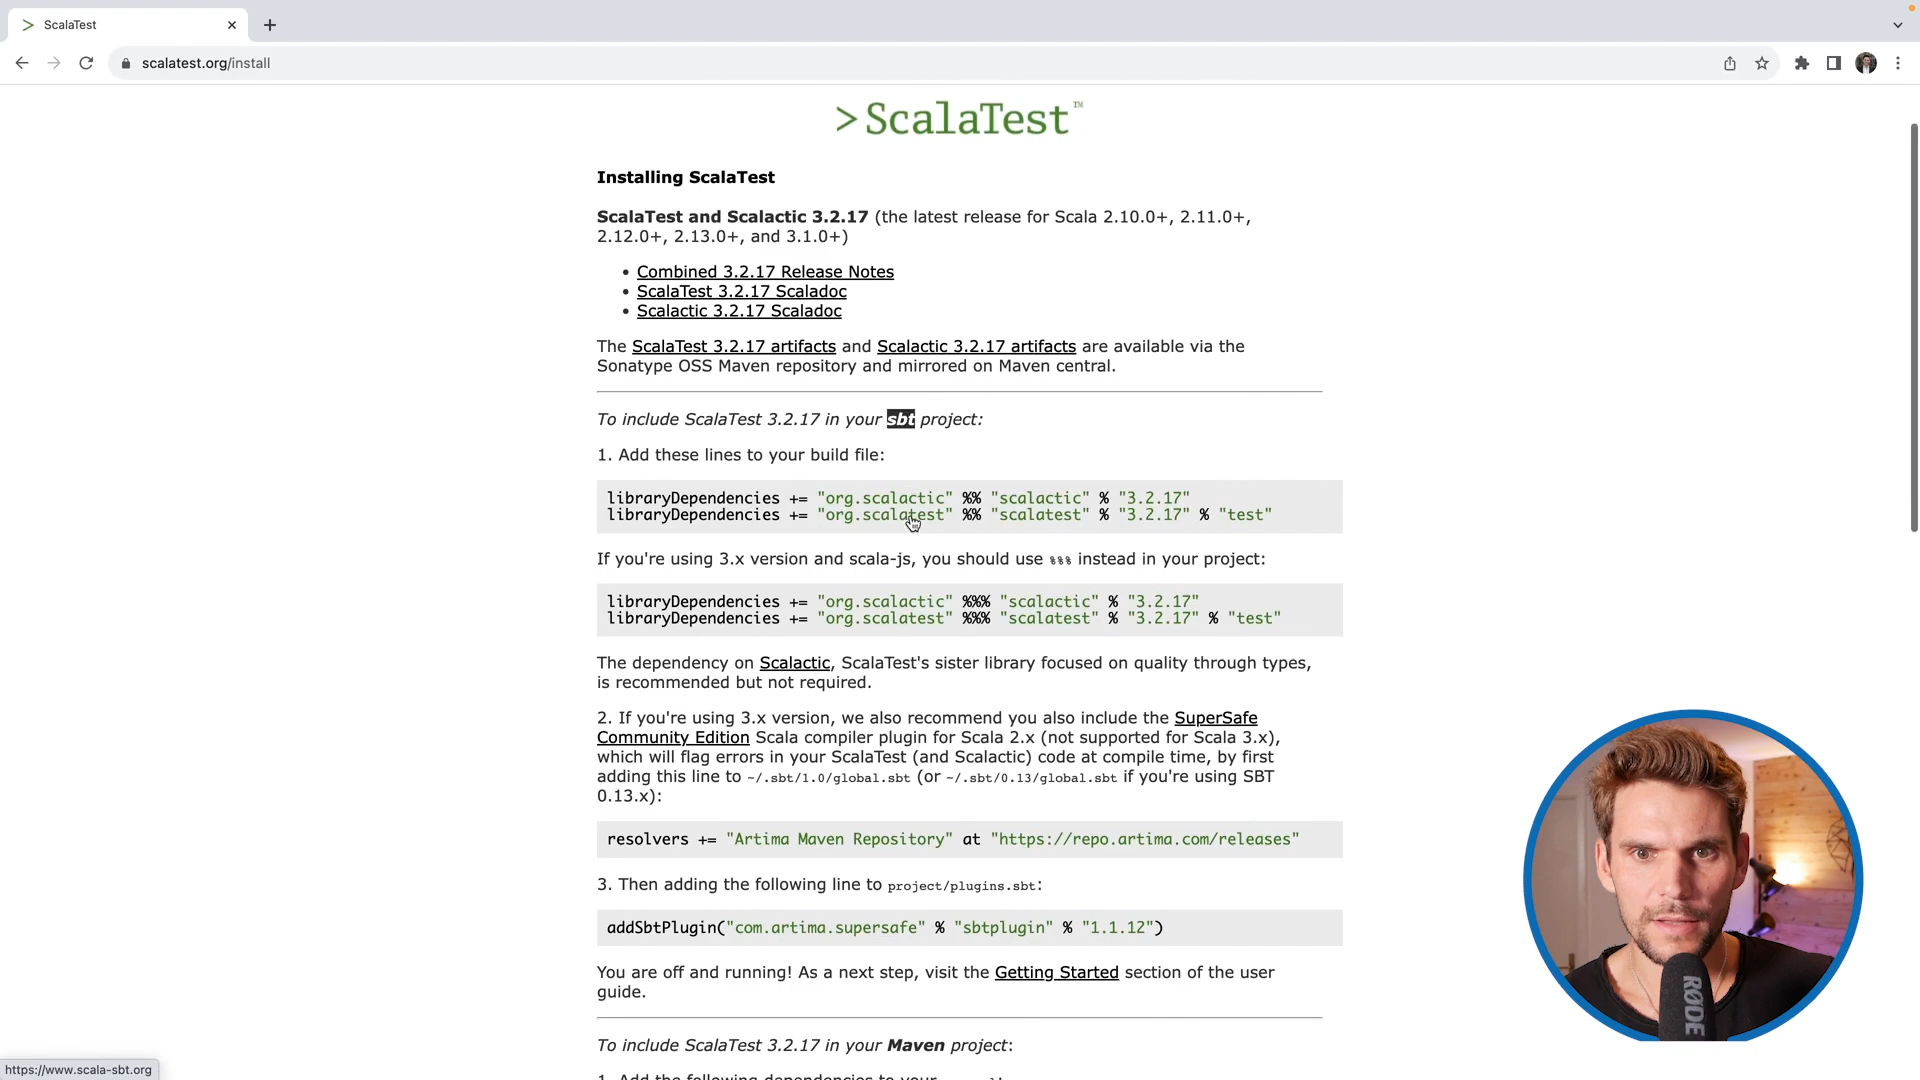 ScalaTest
scalatest.org/install
>ScalaTest™
Installing ScalaTest
ScalaTest and Scalactic 3.2.17 (the latest release for Scala 2.10.0+, 2.11.0+,
2.12.0+, 2.13.0+, and 3.1.0+)
• Combined 3.2.17 Release Notes
• ScalaTest 3.2.17 Scaladoc
• Scalactic 3.2.17 Scaladoc
The ScalaTest 3.2.17 artifacts and Scalactic 3.2.17 artifacts are available via the
Sonatype OSS Maven repository and mirrored on Maven central.
To include ScalaTest 3.2.17 in your sbt project:
1. Add these lines to your build file:
libraryDependencies += "org.scalactic" %% "scalactic" % "3.2.17"
libraryDependencies += "org.scalatest" %% "scalatest" % "3.2.17" % "test"
If you're using 3.x version and scala-js, you should use %%% instead in your project:
libraryDependencies += "org.scalactic" %%% "scalactic" % "3.2.17"
libraryDependencies += "org.scalatest" %%% "scalatest" % "3.2.17" % "test"
The dependency on Scalactic, ScalaTest's sister library focused on quality through types,
is recommended but not required.
2. If you're using 3.x version, we also recommend you also include the SuperSafe
Community Edition Scala compiler plugin for Scala 2.x (not supported for Scala 3.x),
which will flag errors in your ScalaTest (and Scalactic) code at compile time, by first
adding this line to ~/.sbt/1.0/global.sbt (or ~/.sbt/0.13/global.sbt if you're using SBT
0.13.x):
resolvers += "Artima Maven Repository" at "https://repo.artima.com/releases"
3. Then adding the following line to project/plugins.sbt:
addSbtPlugin("com.artima.supersafe" % "sbtplugin" % "1.1.12")
You are off and running! As a next step, visit the Getting Started section of the user
guide.
To include ScalaTest 3.2.17 in your Maven project:
1. Add the following dependencies to your
https://www.scala-sbt.org
RØDE